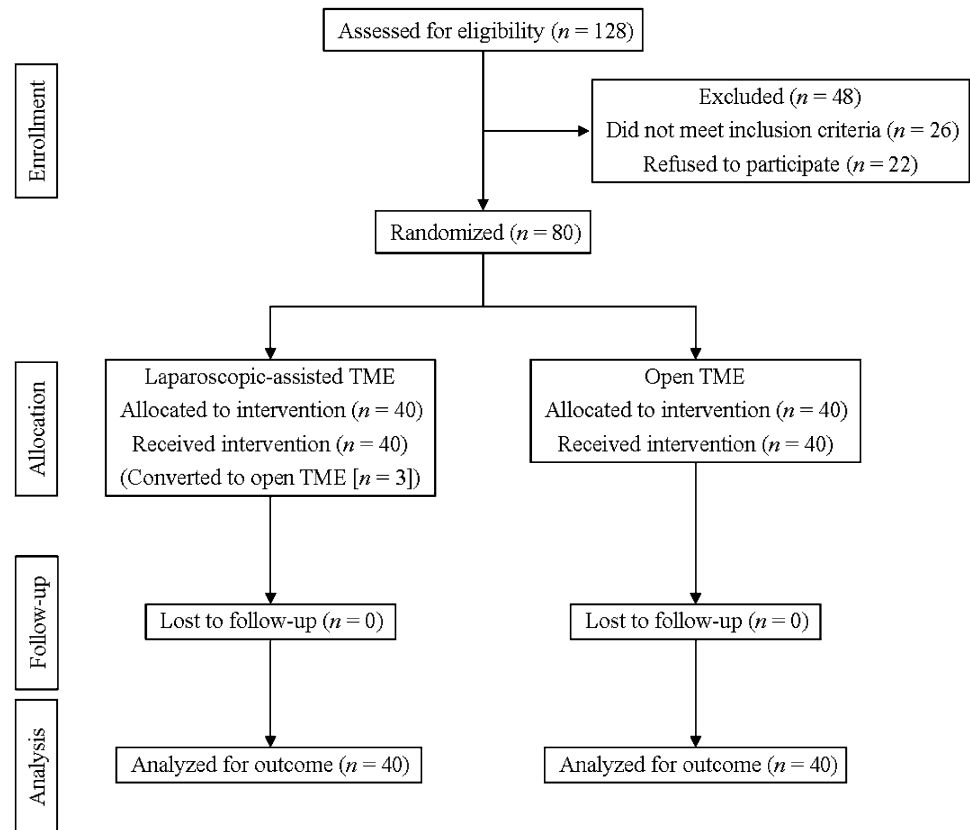 Assessed for eligibility (n = 128)
Enrollment
Excluded (n = 48)
Did not meet inclusion criteria (n = 26)
Refused to participate (n = 22)
Randomized (n = 80)
Allocation
Laparoscopic-assisted TME
Allocated to intervention (n = 40)
Received intervention (n = 40)
(Converted to open TME [n = 3])
Open TME
Allocated to intervention (n = 40)
Received intervention (n = 40)
Follow-up
Lost to follow-up (n = 0)
Lost to follow-up (n = 0)
Analysis
Analyzed for outcome (n = 40)
Analyzed for outcome (n = 40)